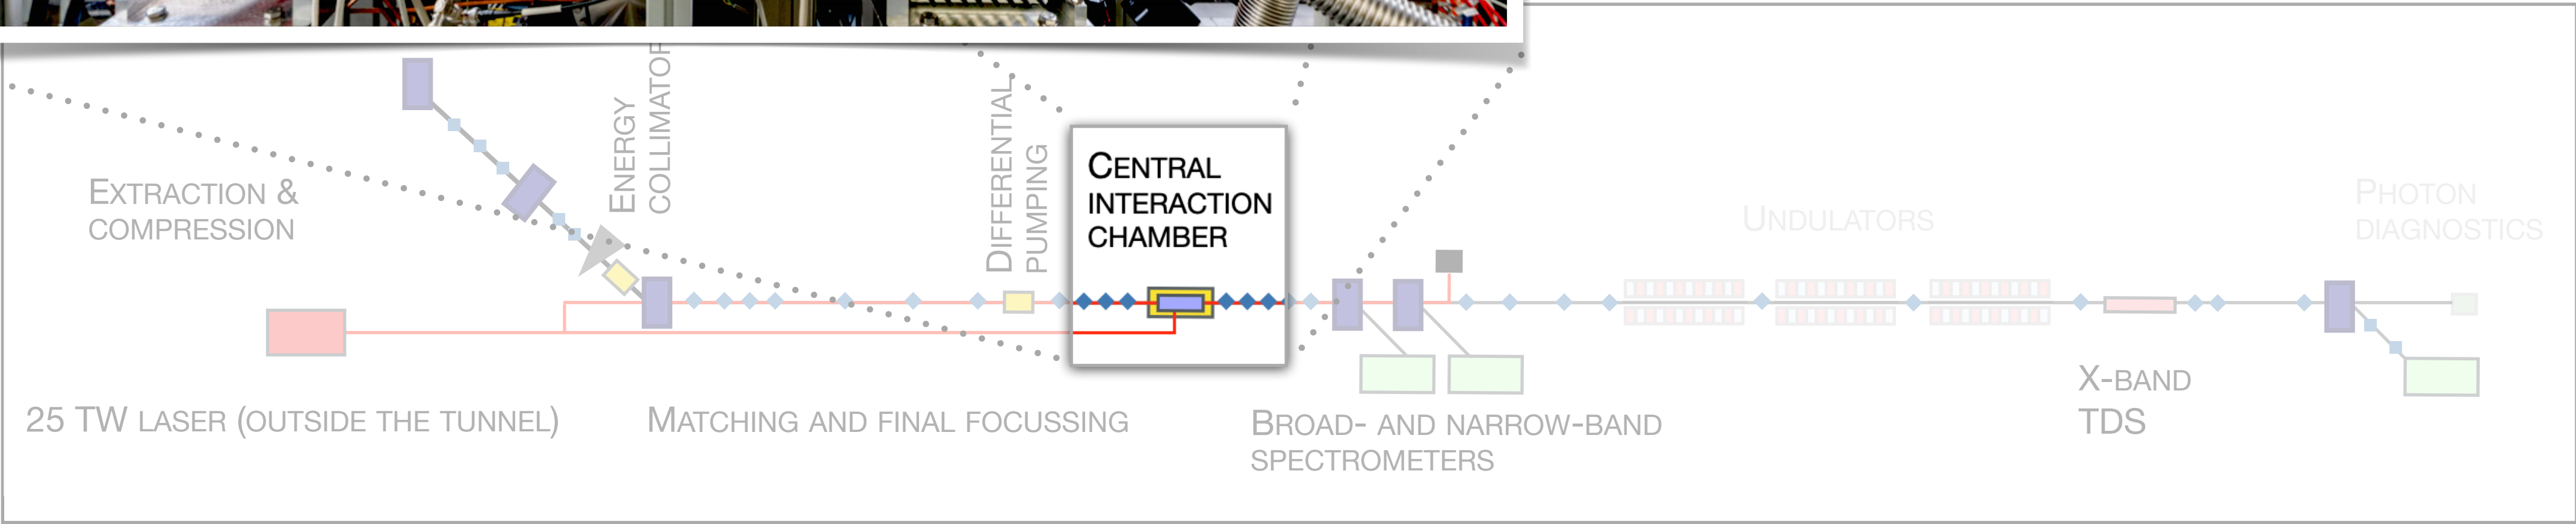 EXTRACTION &
COMPRESSION
ENERGY
COLLIMATOR
DIFFERENTIAL
PUMPING
CENTRAL
INTERACTION
CHAMBER
UNDULATORS
PHOTON
DIAGNOSTICS
25 TW LASER (OUTSIDE THE TUNNEL)
MATCHING AND FINAL FOCUSSING
BROAD- AND NARROW-BAND
SPECTROMETERS
X-BAND
TDS